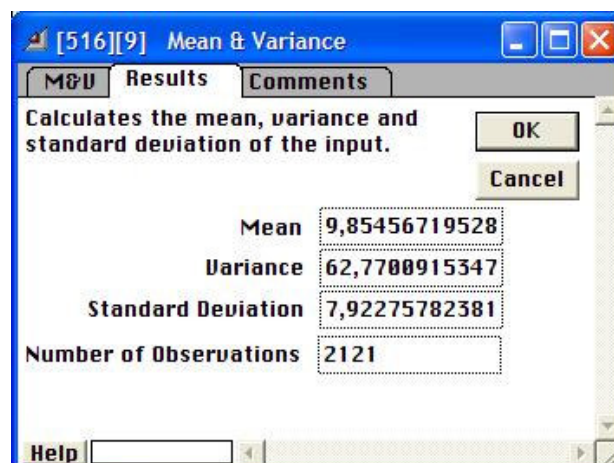 [516][9] Mean & Variance
M&V Results Comments
Calculates the mean, variance and
standard deviation of the input.
OK
Cancel
Mean 9,85456719528
Variance 62,7700915347
Standard Deviation 7,92275782381
Number of Observations 2121
Help